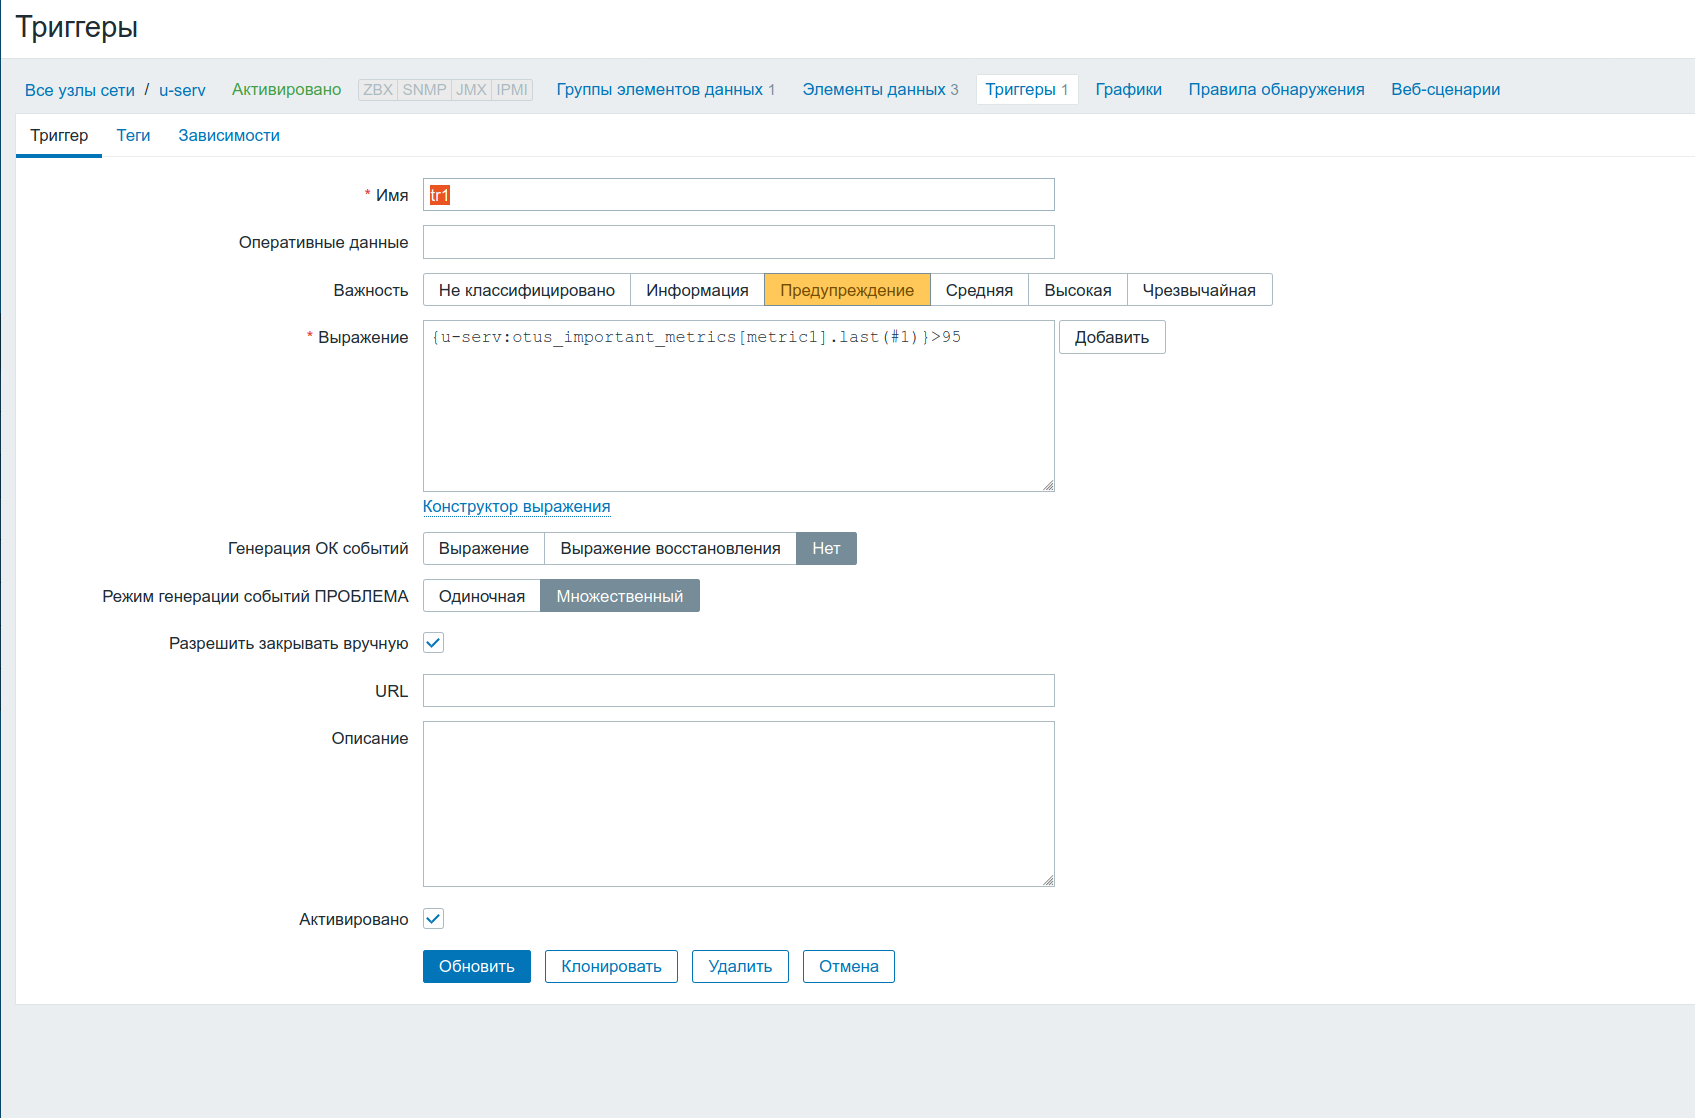 Триггеры
Все узлы сети / u-serv Активировано ZBX SNMP JMX IPMI Группы элементов данных 1 Элементы данных 3 Триггеры 1 Графики Правила обнаружения Веб-сценарии
Триггер Теги Зависимости
* Имя tr1
Оперативные данные
Важность Не классифицировано Информация Предупреждение Средняя Высокая Чрезвычайная
* Выражение {u-serv:otus_important_metrics[metric1].last(#1)}>95 Добавить
Конструктор выражения
Генерация ОК событий Выражение Выражение восстановления Нет
Режим генерации событий ПРОБЛЕМА Одиночная Множественный
Разрешить закрывать вручную
URL
Описание
Активировано
Обновить Клонировать Удалить Отмена